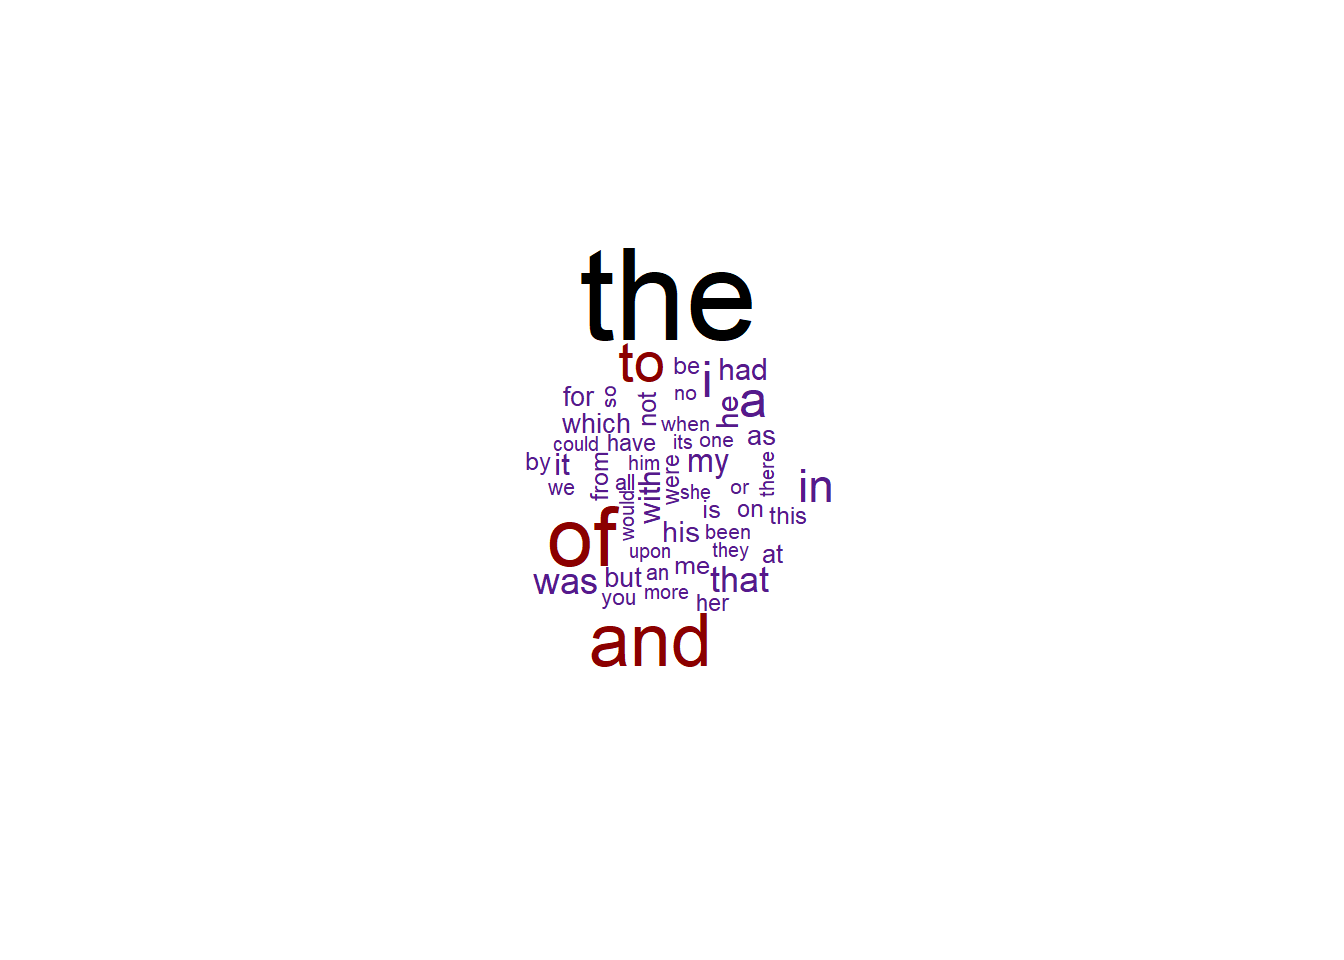 the
to be i had
for so not no he a
which when
could have its one as
by it from him were my there
we all with she or in
would is on this
of his been
upon they at
was but an me that
you more her
and